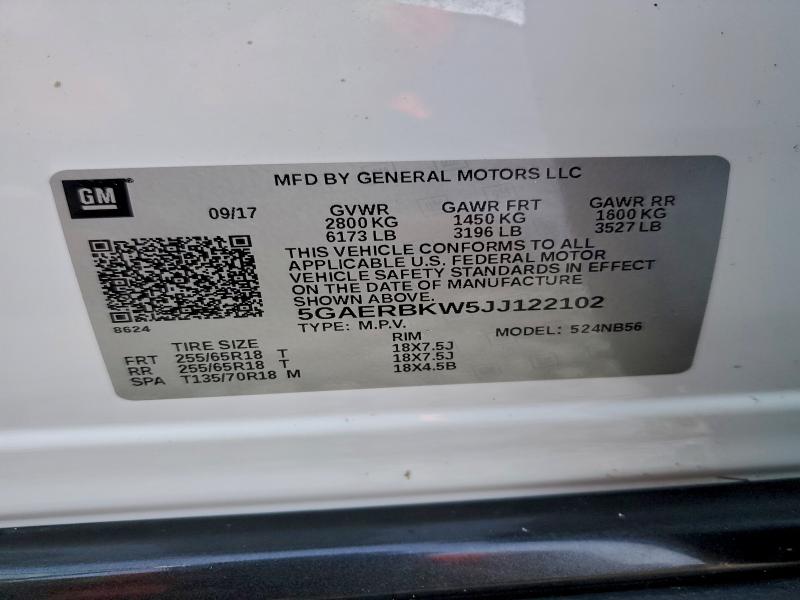 GM
MFD BY GENERAL MOTORS LLC
09/17 GVWR GAWR FRT GAWR RR
2800 KG 1450 KG 1600 KG
6173 LB 3196 LB 3527 LB
THIS VEHICLE CONFORMS TO ALL
APPLICABLE U.S. FEDERAL MOTOR
VEHICLE SAFETY STANDARDS IN EFFECT
ON THE DATE OF MANUFACTURE
SHOWN ABOVE.
8624
5GAERBKW5JJ122102
TYPE: M.P.V. MODEL: 524NB56
TIRE SIZE RIM
FRT 255/65R18 T 18X7.5J
RR 255/65R18 T 18X7.5J
SPA T135/70R18 M 18X4.5B